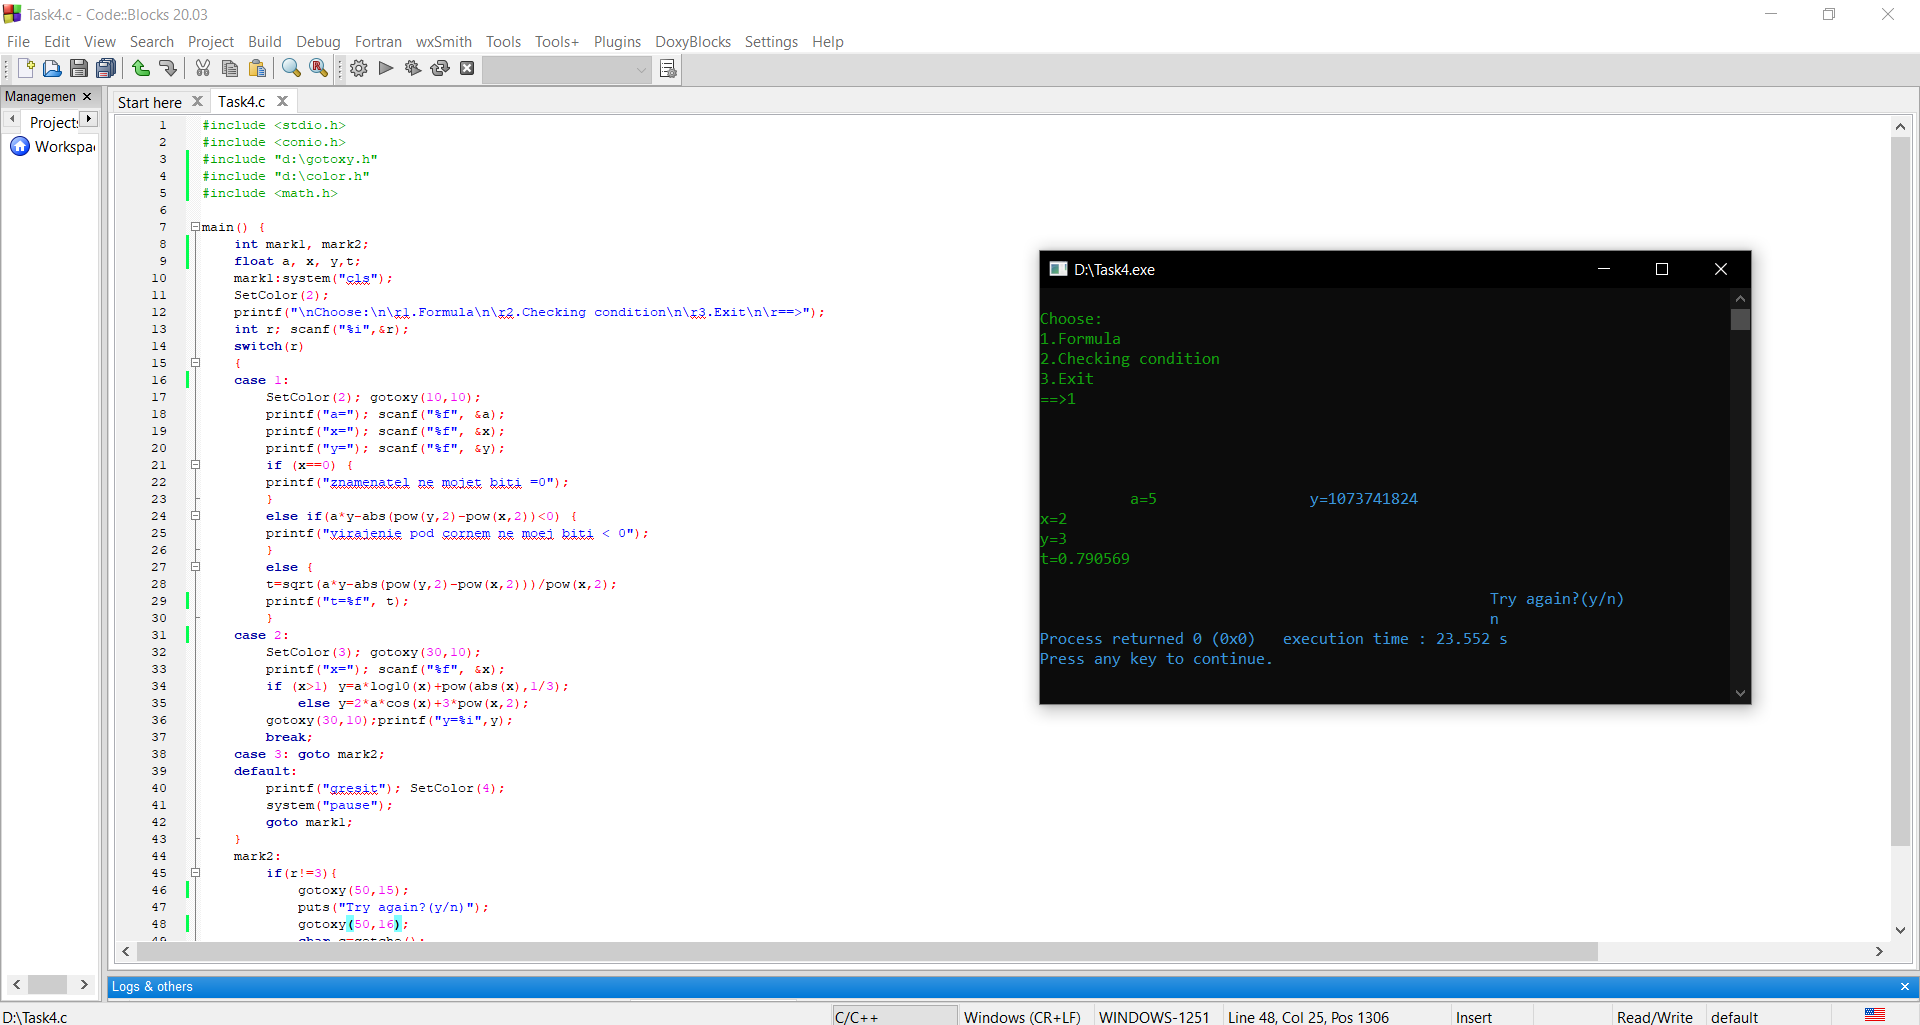 Task4.c - Code::Blocks 20.03
File Edit View Search Project Build Debug Fortran wxSmith Tools Tools+ Plugins DoxyBlocks Settings Help
Managemen
Start here Task4.c
Projects
Workspa
1 #include <stdio.h>
2 #include <conio.h>
3 #include "d:\gotoxy.h"
4 #include "d:\color.h"
5 #include <math.h>
6
7 main() {
8 int mark1, mark2;
9 float a, x, y,t;
10 mark1:system("cls");
11 SetColor(2);
12 printf("\nChoose:\n\r1.Formula\n\r2.Checking condition\n\r3.Exit\n\r==>");
13 int r; scanf("%i",&r);
14 switch(r)
15 {
16 case 1:
17 SetColor(2); gotoxy(10,10);
18 printf("a="); scanf("%f", &a);
19 printf("x="); scanf("%f", &x);
20 printf("y="); scanf("%f", &y);
21 if (x==0) {
22 printf("znamenatel ne mojet biti =0");
23 }
24 else if(a*y-abs(pow(y,2)-pow(x,2))<0) {
25 printf("virajenie pod cornem ne moej biti < 0");
26 }
27 else {
28 t=sqrt(a*y-abs(pow(y,2)-pow(x,2)))/pow(x,2);
29 printf("t=%f", t);
30 }
31 case 2:
32 SetColor(3); gotoxy(30,10);
33 printf("x="); scanf("%f", &x);
34 if (x>1) y=a*log10(x)+pow(abs(x),1/3);
35 else y=2*a*cos(x)+3*pow(x,2);
36 gotoxy(30,10);printf("y=%i",y);
37 break;
38 case 3: goto mark2;
39 default:
40 printf("gresit"); SetColor(4);
41 system("pause");
42 goto mark1;
43 }
44 mark2:
45 if(r!=3){
46 gotoxy(50,15);
47 puts("Try again?(y/n)");
48 gotoxy(50,16);
49 char c=getche();
D:\Task4.exe
Choose:
1.Formula
2.Checking condition
3.Exit
==>1
a=5 y=1073741824
x=2
y=3
t=0.790569
Try again?(y/n)
n
Process returned 0 (0x0) execution time : 23.552 s
Press any key to continue.
Logs & others
D:\Task4.c C/C++ Windows (CR+LF) WINDOWS-1251 Line 48, Col 25, Pos 1306 Insert Read/Write default